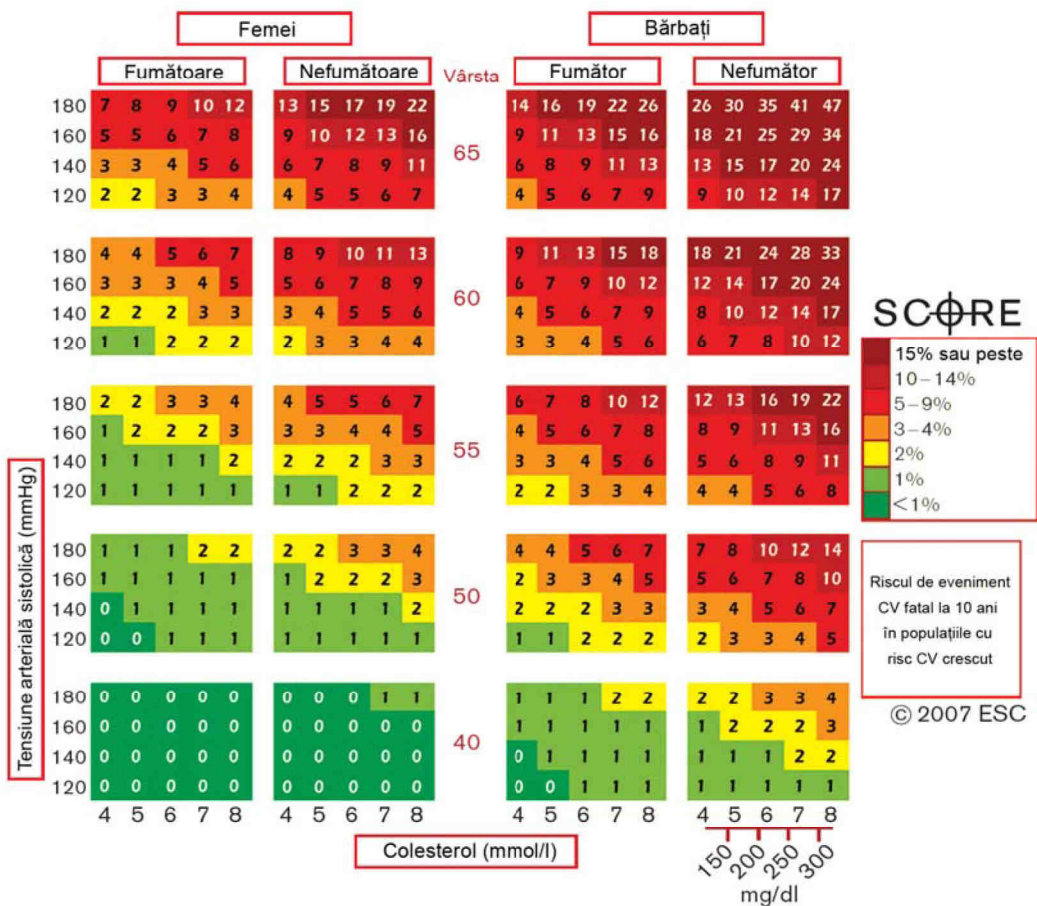 Femei Bărbați
Fumătoare Nefumătoare Vârsta Fumător Nefumător
180 7 8 9 10 12 13 15 17 19 22 14 16 19 22 26 26 30 35 41 47
160 5 5 6 7 8 9 10 12 13 16 9 11 13 15 16 18 21 25 29 34
65
140 3 3 4 5 6 6 7 8 9 11 6 8 9 11 13 13 15 17 20 24
120 2 2 3 3 4 4 5 5 6 7 4 5 6 7 9 9 10 12 14 17
180 4 4 5 6 7 8 9 10 11 13 9 11 13 15 18 18 21 24 28 33
160 3 3 3 4 5 5 6 7 8 9 6 7 9 10 12 12 14 17 20 24
60
140 2 2 2 3 3 3 4 5 5 6 4 5 6 7 9 8 10 12 14 17
120 1 1 2 2 2 2 3 3 4 4 3 3 4 5 6 6 7 8 10 12
180 2 2 3 3 4 4 5 5 6 7 6 7 8 10 12 12 13 16 19 22
160 1 2 2 2 3 3 3 4 4 5 4 5 6 7 8 8 9 11 13 16
55
140 1 1 1 1 2 2 2 2 3 3 3 3 4 5 6 5 6 8 9 11
120 1 1 1 1 1 1 1 2 2 2 2 2 3 3 4 4 4 5 6 8
180 1 1 1 2 2 2 2 3 3 4 4 4 5 6 7 7 8 10 12 14
160 1 1 1 1 1 1 2 2 2 3 2 3 3 4 5 5 6 7 8 10
50
140 0 1 1 1 1 1 1 1 1 2 2 2 2 3 3 3 4 5 6 7
120 0 0 1 1 1 1 1 1 1 1 1 1 2 2 2 2 3 3 4 5
180 0 0 0 0 0 0 0 0 1 1 1 1 1 2 2 2 2 3 3 4
160 0 0 0 0 0 0 0 0 0 0 1 1 1 1 1 1 2 2 2 3
40
140 0 0 0 0 0 0 0 0 0 0 0 1 1 1 1 1 1 1 2 2
120 0 0 0 0 0 0 0 0 0 0 0 0 1 1 1 1 1 1 1 1
4 5 6 7 8 4 5 6 7 8 4 5 6 7 8 4 5 6 7 8
Tensiune arterială sistolică (mmHg)
Colesterol (mmol/l)
150 200 250 300
mg/dl
SCORE
15% sau peste
10–14%
5–9%
3–4%
2%
1%
<1%
Riscul de eveniment
CV fatal la 10 ani
în populațiile cu
risc CV crescut
© 2007 ESC